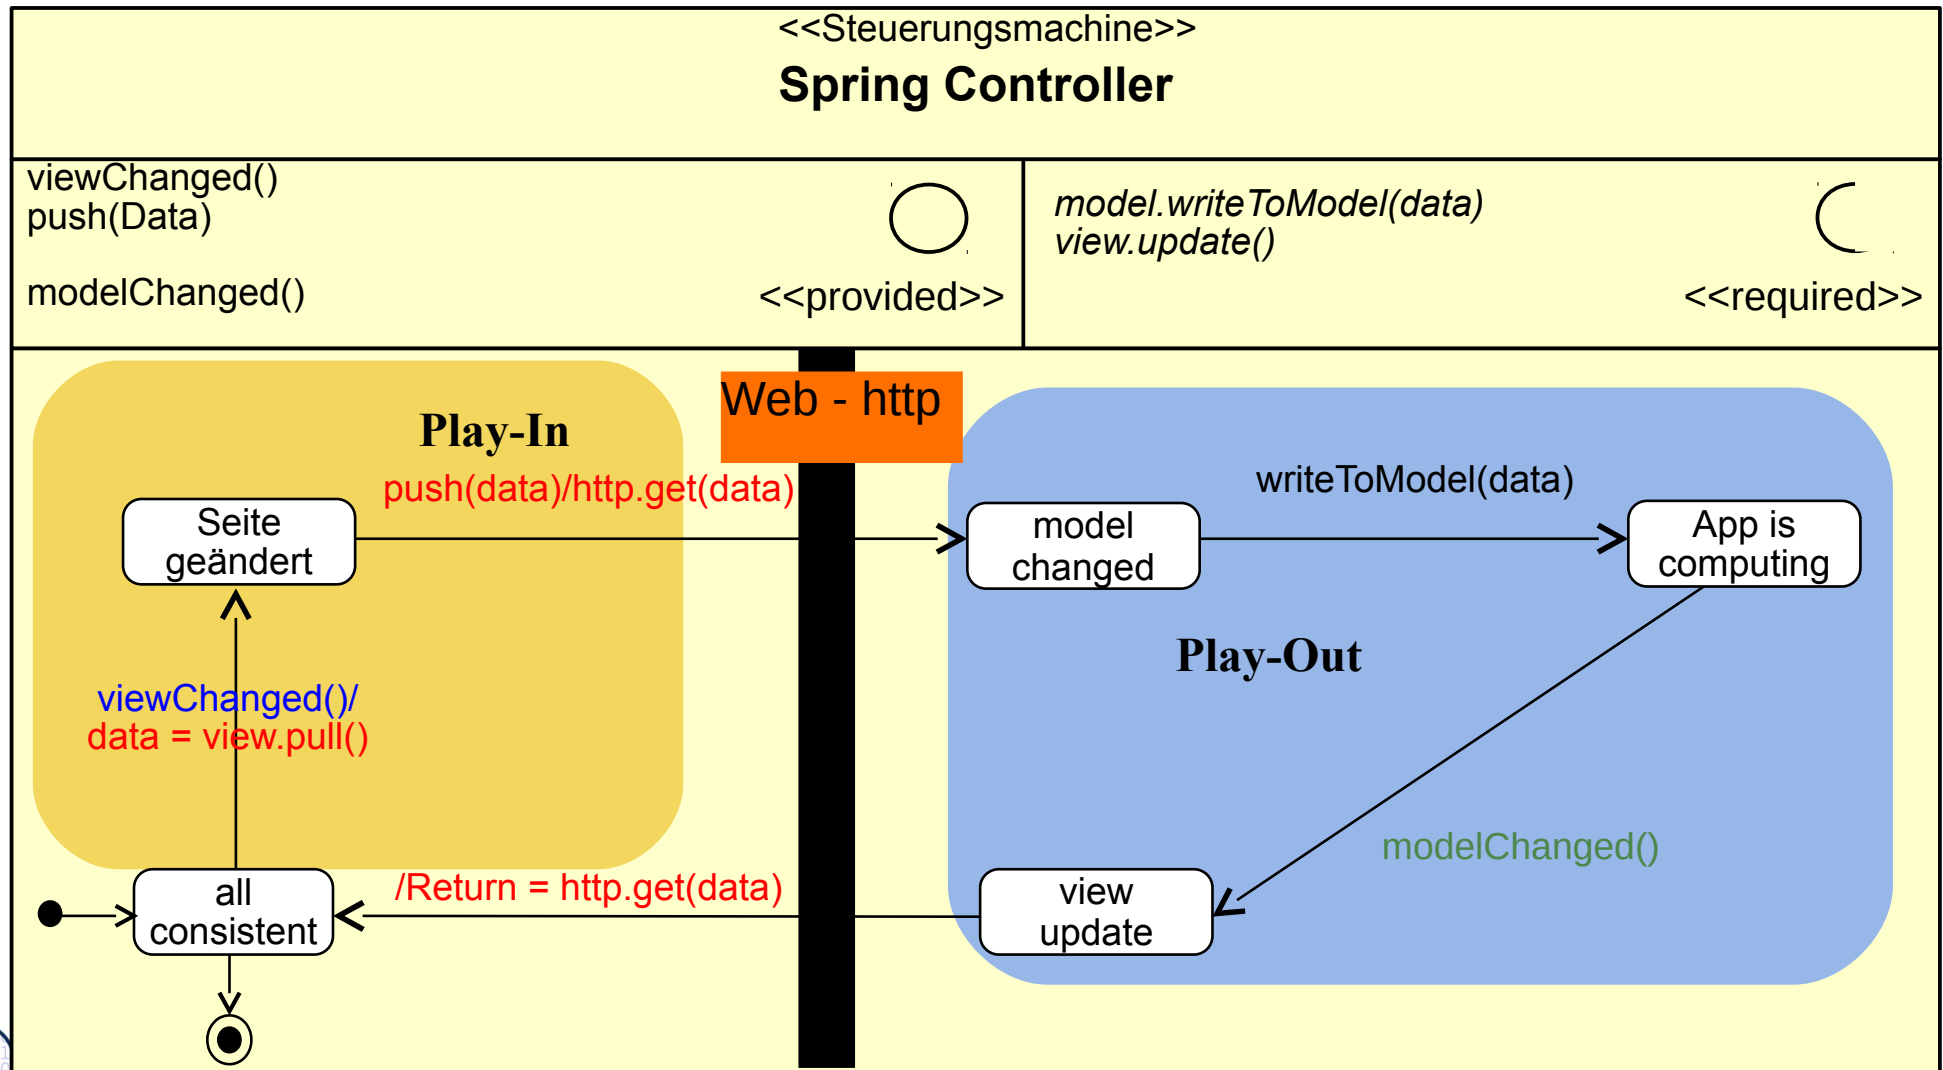 <<Steuerungsmachine>>
Spring Controller
viewChanged()
push(Data)
modelChanged()
<<provided>>
model.writeToModel(data)
view.update()
<<required>>
Web - http
Play-In
push(data)/http.get(data)
writeToModel(data)
Seite
geändert
model
changed
App is
computing
Play-Out
viewChanged()/
data = view.pull()
modelChanged()
/Return = http.get(data)
all
consistent
view
update